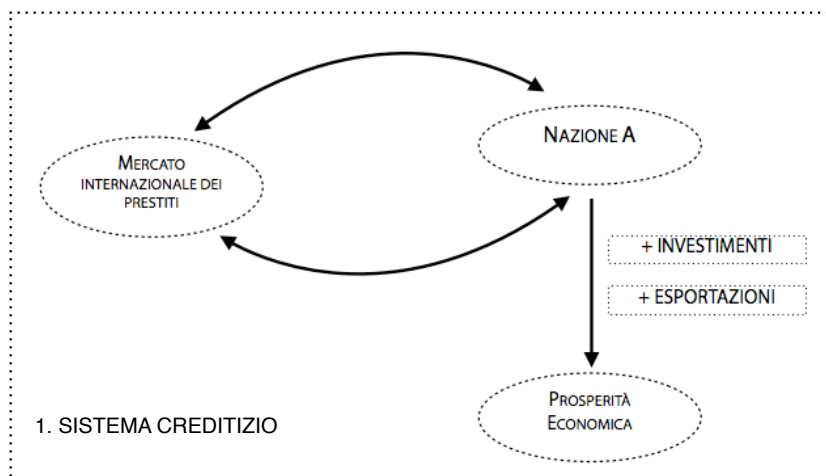 MERCATO
INTERNAZIONALE DEI
PRESTITI
NAZIONE A
+ INVESTIMENTI
+ ESPORTAZIONI
PROSPERITÀ
ECONOMICA
1. SISTEMA CREDITIZIO